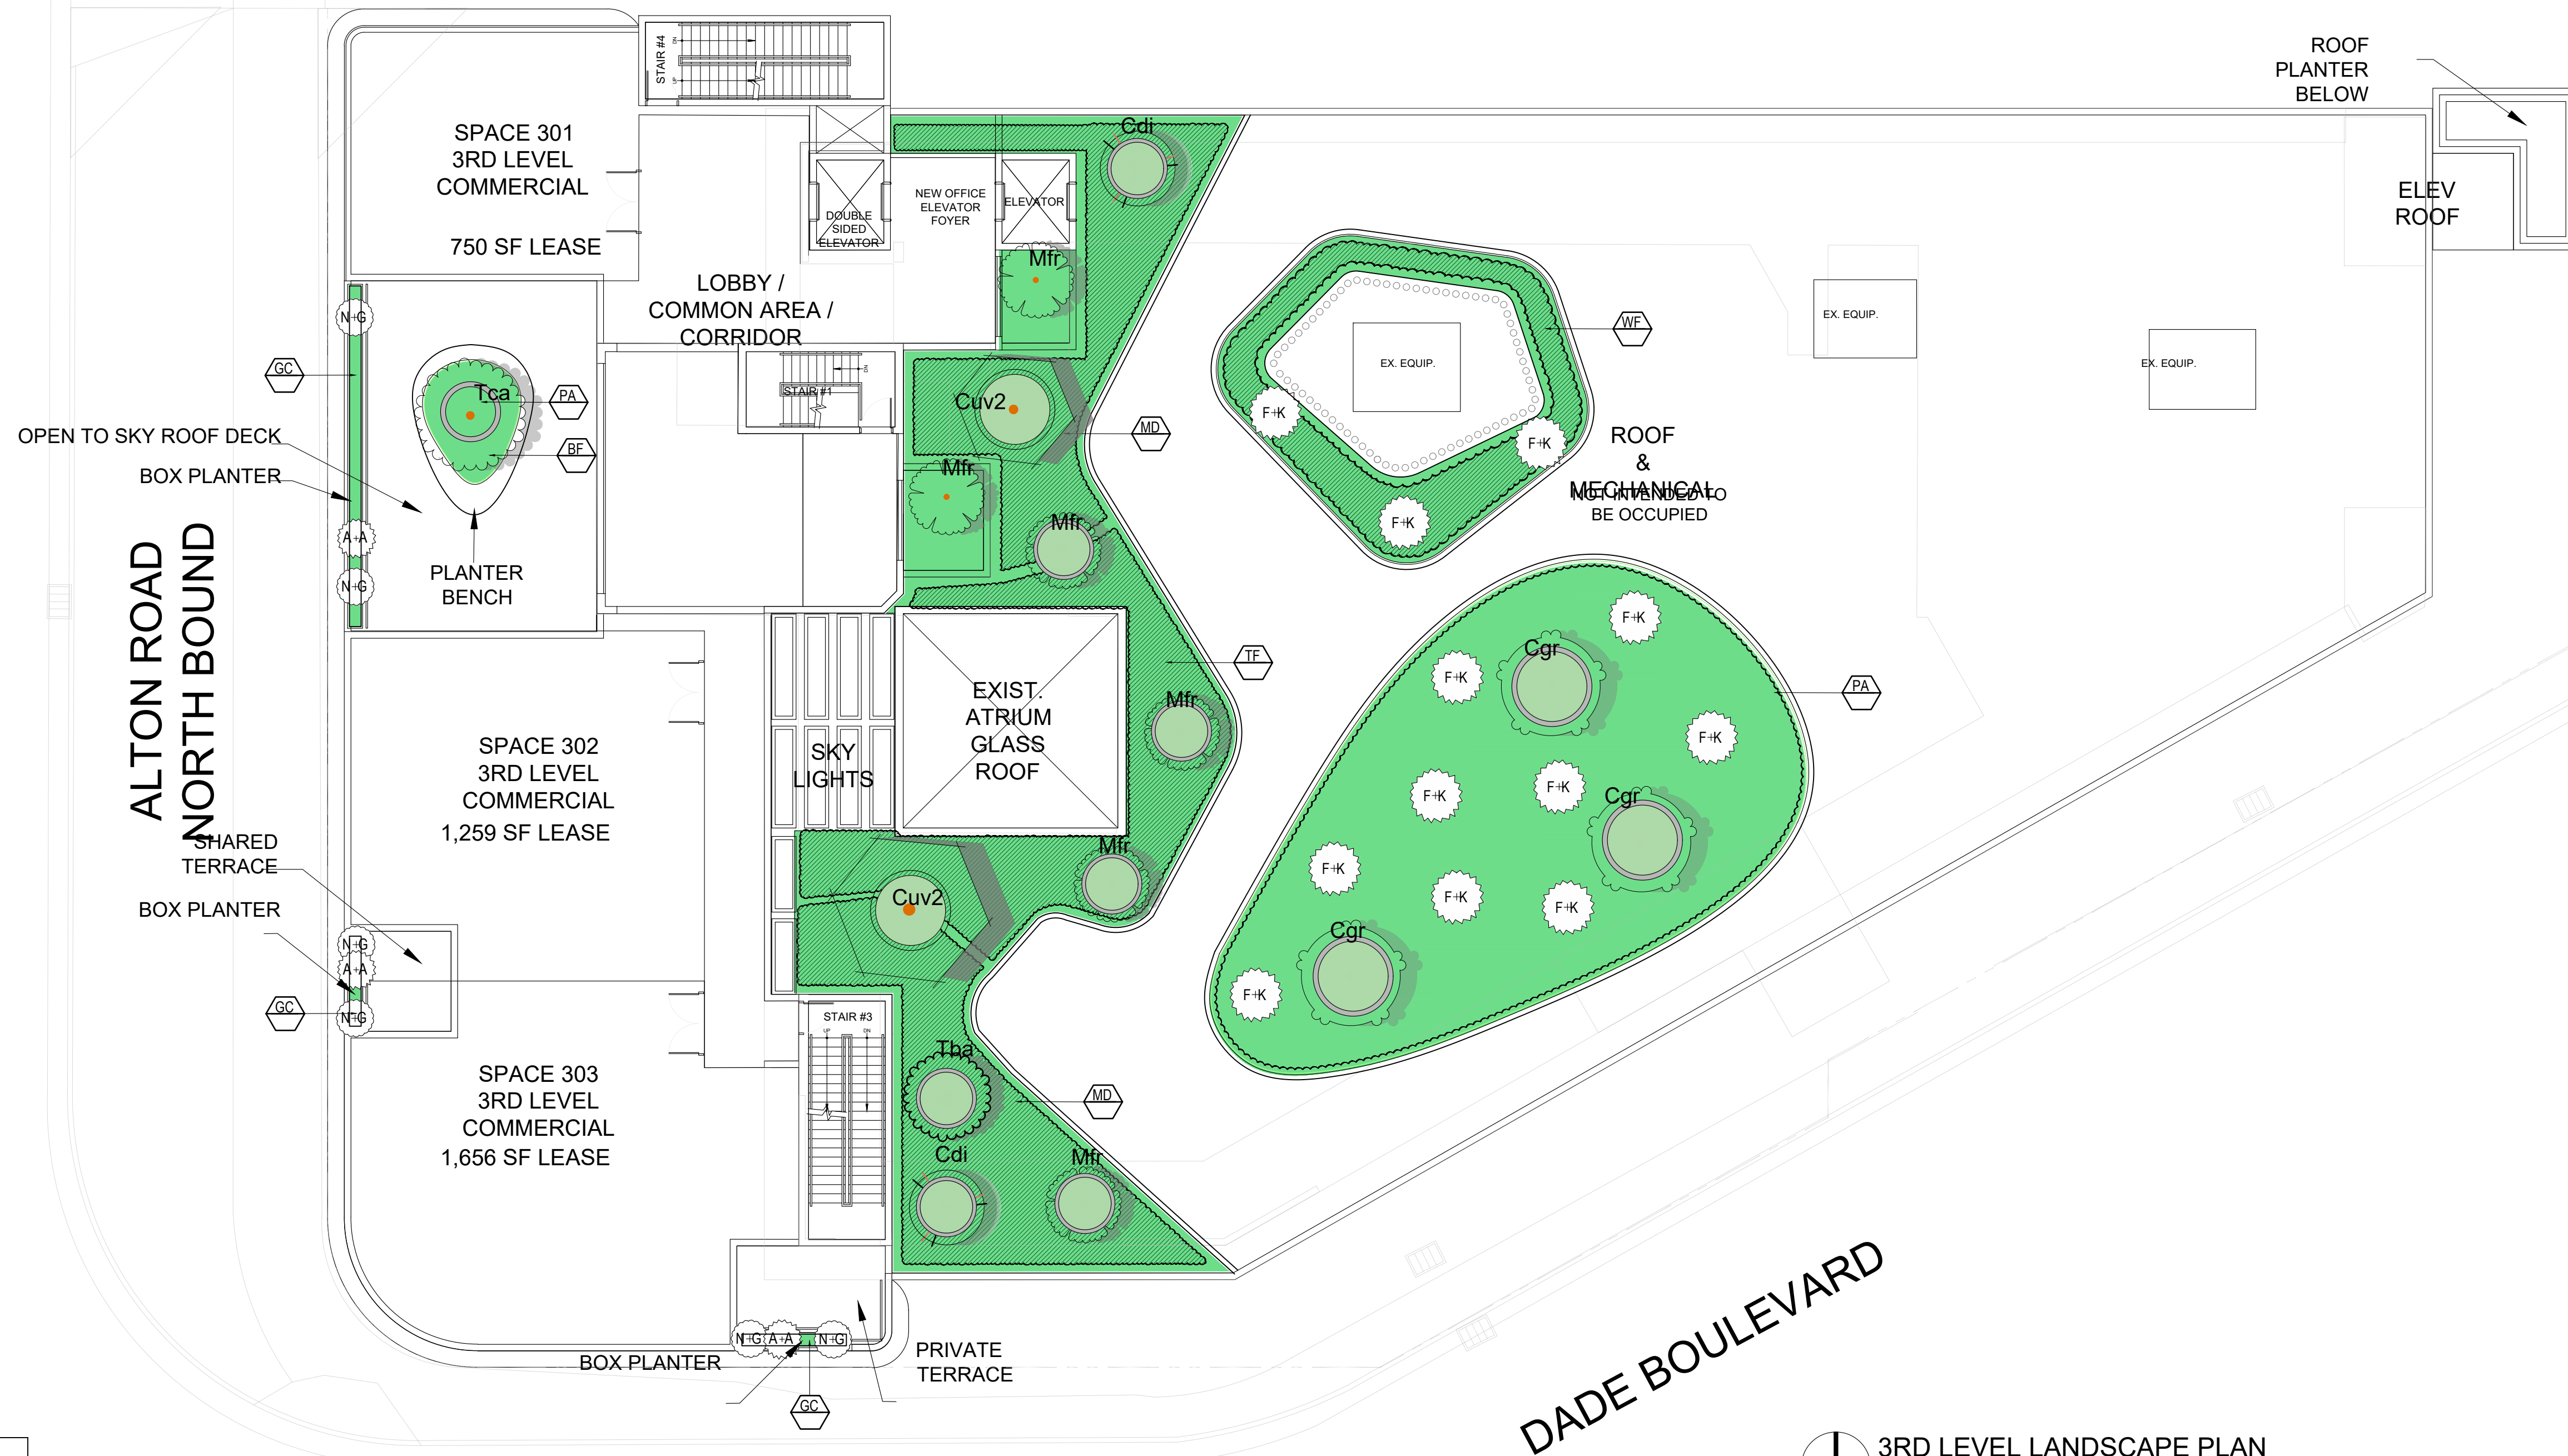 ROOF
PLANTER
BELOW
STAIR #4
DN
UP
SPACE 301
3RD LEVEL
COMMERCIAL
750 SF LEASE
Cdi
ELEV
ROOF
NEW OFFICE
ELEVATOR
FOYER
ELEVATOR
DOUBLE
SIDED
ELEVATOR
Mfr
LOBBY /
COMMON AREA /
CORRIDOR
N+G
WF
EX. EQUIP.
EX. EQUIP.
EX. EQUIP.
GC
DN
STAIR #1
Tca
PA
Cuv2
F+K
MD
OPEN TO SKY ROOF DECK
BF
F+K
ROOF
&
MECHANICAL
NOT INTENDED TO
BE OCCUPIED
BOX PLANTER
Mfr
A+A
F+K
Mfr
ALTON ROAD
NORTH BOUND
PLANTER
BENCH
N+G
F+K
Cgr
TF
F+K
PA
EXIST.
ATRIUM
GLASS
ROOF
Mfr
SPACE 302
3RD LEVEL
COMMERCIAL
1,259 SF LEASE
SKY
LIGHTS
F+K
F+K
F+K
Cgr
SHARED
TERRACE
Mfr
F+K
BOX PLANTER
Cuv2
F+K
F+K
N+G
A+A
Cgr
F+K
GC
N+G
STAIR #3
UP
DN
Tba
SPACE 303
3RD LEVEL
COMMERCIAL
1,656 SF LEASE
MD
Cdi
Mfr
N+G
A+A
N+G
BOX PLANTER
PRIVATE
TERRACE
GC
DADE BOULEVARD
3RD LEVEL LANDSCAPE PLAN